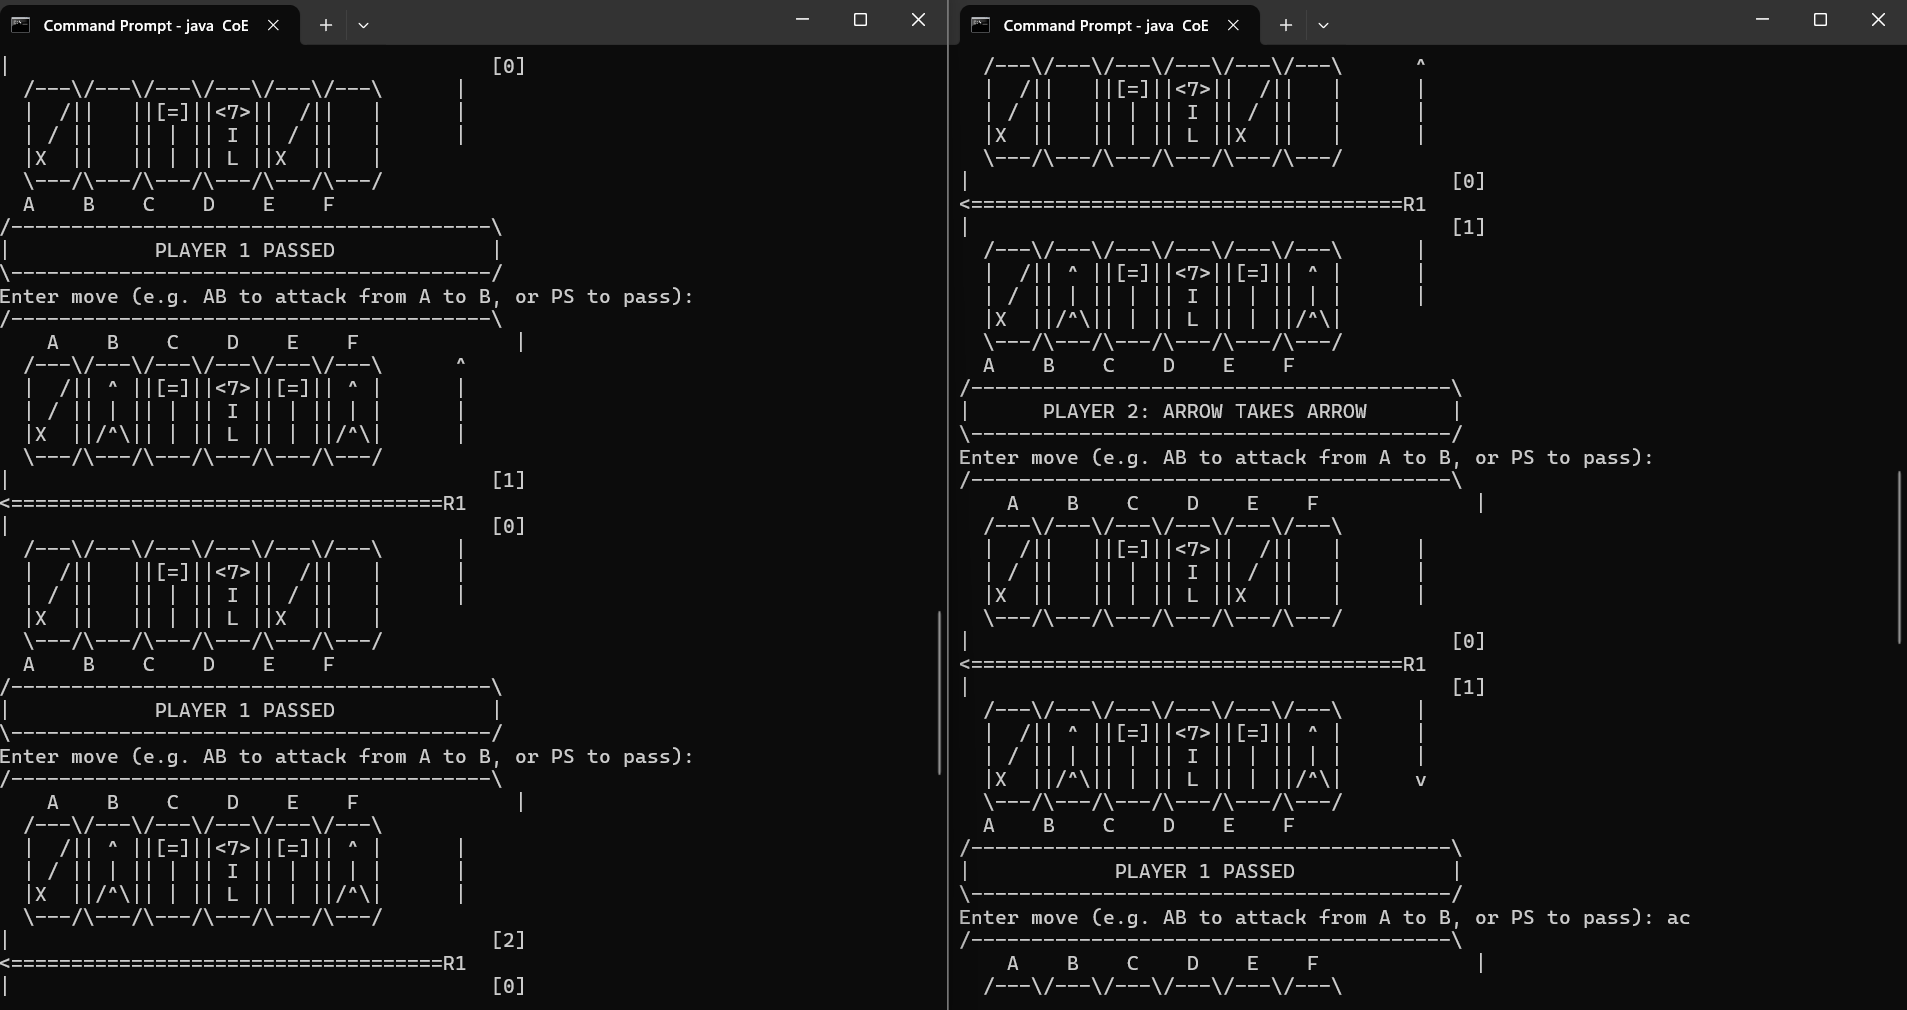 Command Prompt - java  CoE
|                                        [0]
  /---\/---\/---\/---\/---\/---\      |
  |  /||   ||[=]||<7>||  /||   |      |
  | / ||   || | || I || / ||   |      |
  |X  ||   || | || L ||X  ||   |
  \---/\---/\---/\---/\---/\---/
  A    B    C    D    E    F
/----------------------------------------\
|            PLAYER 1 PASSED             |
\----------------------------------------/
Enter move (e.g. AB to attack from A to B, or PS to pass):
/----------------------------------------\
    A    B    C    D    E    F             |
  /---\/---\/---\/---\/---\/---\      ^
  |  /|| ^ ||[=]||<7>||[=]|| ^ |      |
  | / || | || | || I || | || | |      |
  |X  ||/^\|| | || L || | ||/^\|      |
  \---/\---/\---/\---/\---/\---/
|                                        [1]
<=====================================R1
|                                        [0]
  /---\/---\/---\/---\/---\/---\      |
  |  /||   ||[=]||<7>||  /||   |      |
  | / ||   || | || I || / ||   |      |
  |X  ||   || | || L ||X  ||   |
  \---/\---/\---/\---/\---/\---/
  A    B    C    D    E    F
/----------------------------------------\
|            PLAYER 1 PASSED             |
\----------------------------------------/
Enter move (e.g. AB to attack from A to B, or PS to pass):
/----------------------------------------\
    A    B    C    D    E    F             |
  /---\/---\/---\/---\/---\/---\
  |  /|| ^ ||[=]||<7>||[=]|| ^ |      |
  | / || | || | || I || | || | |      |
  |X  ||/^\|| | || L || | ||/^\|      |
  \---/\---/\---/\---/\---/\---/
|                                        [2]
<=====================================R1
|                                        [0]
Command Prompt - java  CoE
  /---\/---\/---\/---\/---\/---\      ^
  |  /||   ||[=]||<7>||  /||   |      |
  | / ||   || | || I || / ||   |      |
  |X  ||   || | || L ||X  ||   |      |
  \---/\---/\---/\---/\---/\---/
|                                        [0]
<=====================================R1
|                                        [1]
  /---\/---\/---\/---\/---\/---\      |
  |  /|| ^ ||[=]||<7>||[=]|| ^ |      |
  | / || | || | || I || | || | |      |
  |X  ||/^\|| | || L || | ||/^\|
  \---/\---/\---/\---/\---/\---/
  A    B    C    D    E    F
/----------------------------------------\
|      PLAYER 2: ARROW TAKES ARROW       |
\----------------------------------------/
Enter move (e.g. AB to attack from A to B, or PS to pass):
/----------------------------------------\
    A    B    C    D    E    F             |
  /---\/---\/---\/---\/---\/---\
  |  /||   ||[=]||<7>||  /||   |      |
  | / ||   || | || I || / ||   |      |
  |X  ||   || | || L ||X  ||   |      |
  \---/\---/\---/\---/\---/\---/
|                                        [0]
<=====================================R1
|                                        [1]
  /---\/---\/---\/---\/---\/---\      |
  |  /|| ^ ||[=]||<7>||[=]|| ^ |      |
  | / || | || | || I || | || | |      |
  |X  ||/^\|| | || L || | ||/^\|      v
  \---/\---/\---/\---/\---/\---/
  A    B    C    D    E    F
/----------------------------------------\
|            PLAYER 1 PASSED             |
\----------------------------------------/
Enter move (e.g. AB to attack from A to B, or PS to pass): ac
/----------------------------------------\
    A    B    C    D    E    F             |
  /---\/---\/---\/---\/---\/---\